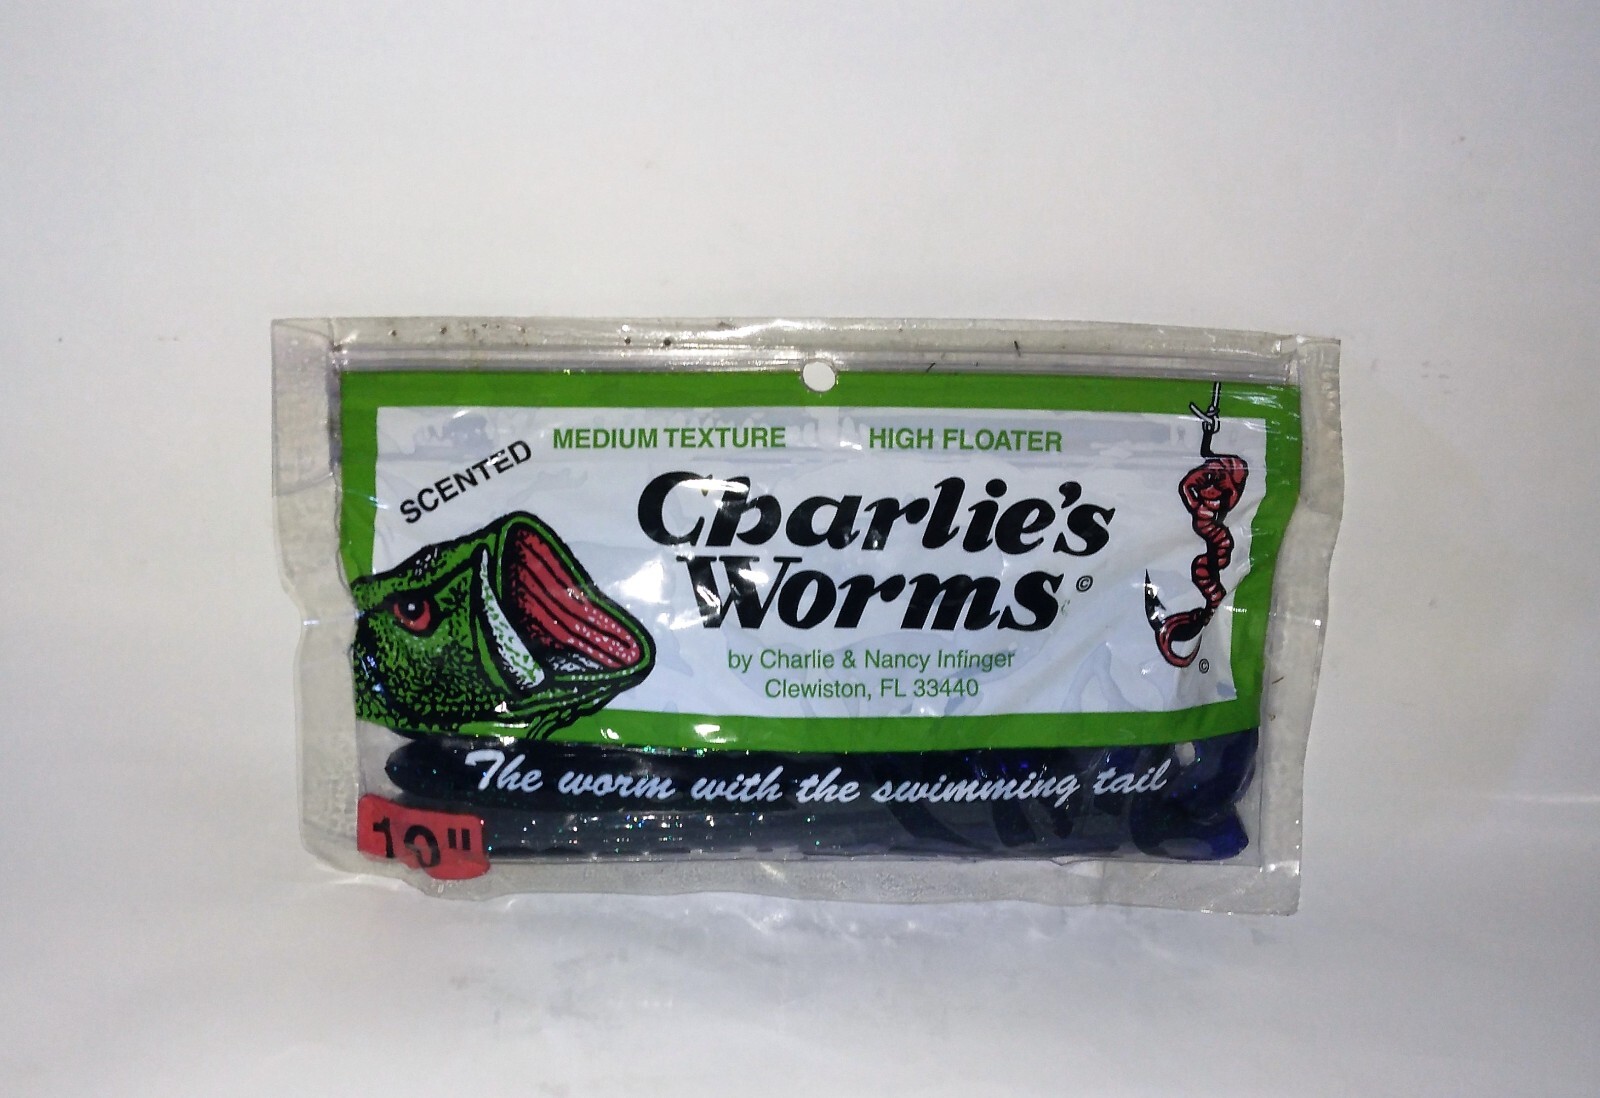 SCENTED
MEDIUM TEXTURE HIGH FLOATER
Charlie's
Worms ©
by Charlie & Nancy Infinger
Clewiston, FL 33440
©
The worm with the swimming tail
10"